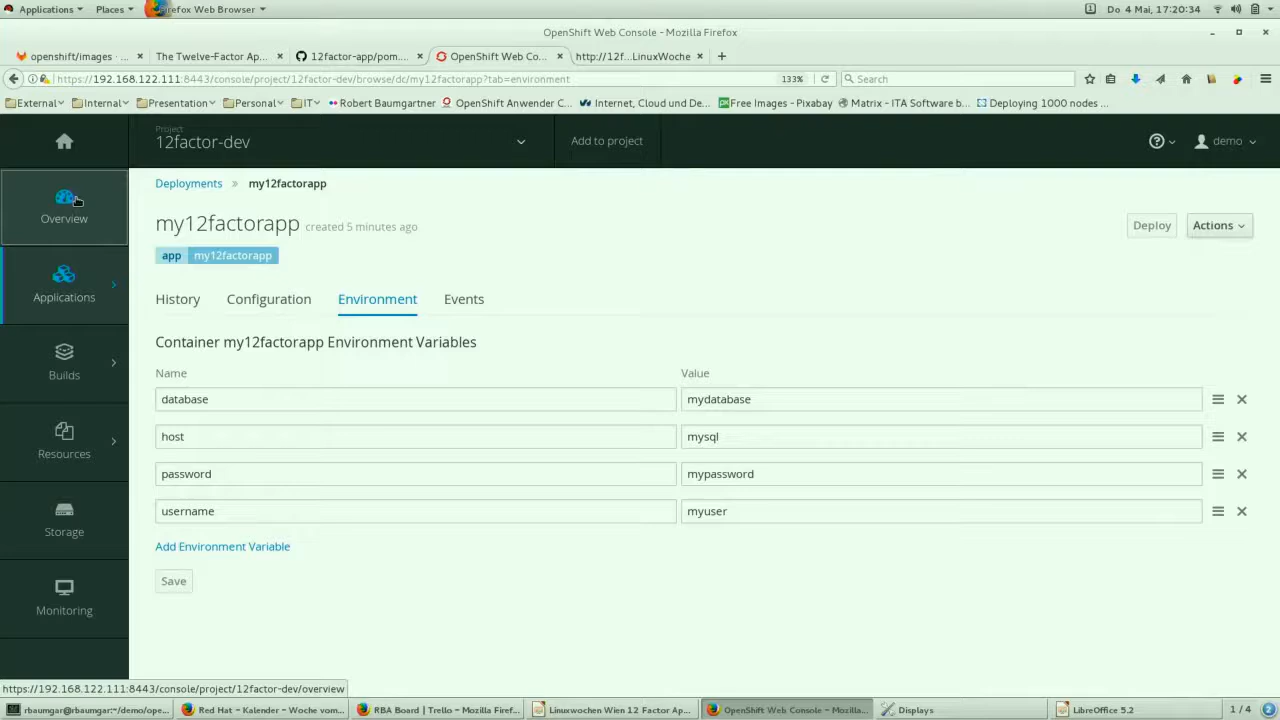 Applications Places Firefox Web Browser 1 Do 4 Mai, 17:20:34
OpenShift Web Console - Mozilla Firefox
openshift/images · ... The Twelve-Factor Ap... 12factor-app/pom... OpenShift Web Co... http://12f...LinuxWoche
https://192.168.122.111:8443/console/project/12factor-dev/browse/dc/my12factorapp?tab=environment 133% Search
External Internal Presentation Personal IT Robert Baumgartner OpenShift Anwender C... Internet, Cloud und De... Free Images - Pixabay Matrix - ITA Software b... Deploying 1000 nodes ...
Project
12factor-dev
Add to project
demo
Overview
Applications
Builds
Resources
Storage
Monitoring
Deployments » my12factorapp
my12factorapp created 5 minutes ago
Deploy Actions
app my12factorapp
History Configuration Environment Events
Container my12factorapp Environment Variables
Name Value
database mydatabase
host mysql
password mypassword
username myuser
Add Environment Variable
Save
https://192.168.122.111:8443/console/project/12factor-dev/overview
rbaumgar@rbaumgar:~/demo/ope... Red Hat - Kalender - Woche vom... RBA Board | Trello - Mozilla Firef... Linuxwochen Wien 12 Factor Ap... OpenShift Web Console - Mozilla... Displays LibreOffice 5.2 1 / 4 2